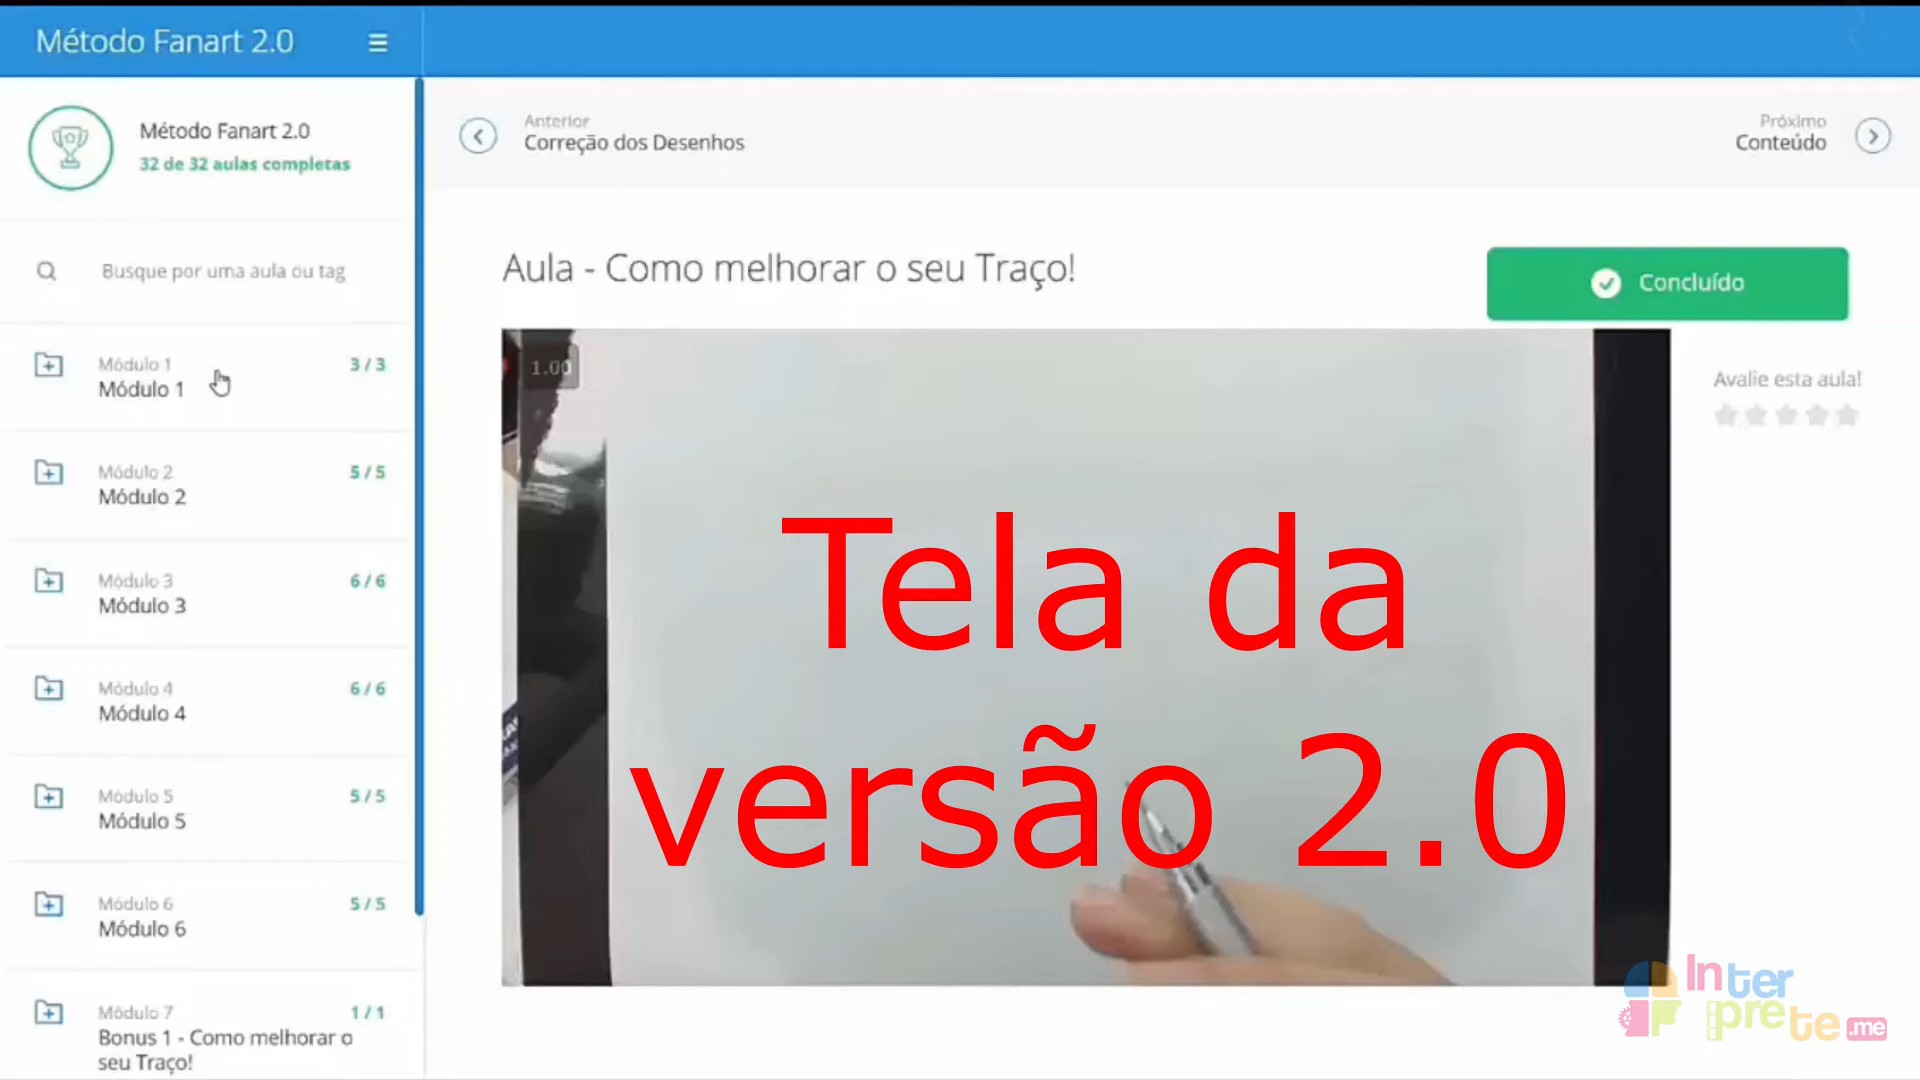 Método Fanart 2.0
Método Fanart 2.0
32 de 32 aulas completas
Busque por uma aula ou tag
Módulo 1
Módulo 1
3 / 3
Módulo 2
Módulo 2
5 / 5
Módulo 3
Módulo 3
6 / 6
Módulo 4
Módulo 4
6 / 6
Módulo 5
Módulo 5
5 / 5
Módulo 6
Módulo 6
5 / 5
Módulo 7
Bonus 1 - Como melhorar o
seu Traço!
1 / 1
Anterior
Correção dos Desenhos
Próximo
Conteúdo
Aula - Como melhorar o seu Traço!
Concluído
Avalie esta aula!
1.00
Tela da
versão 2.0
Inter
prete.me